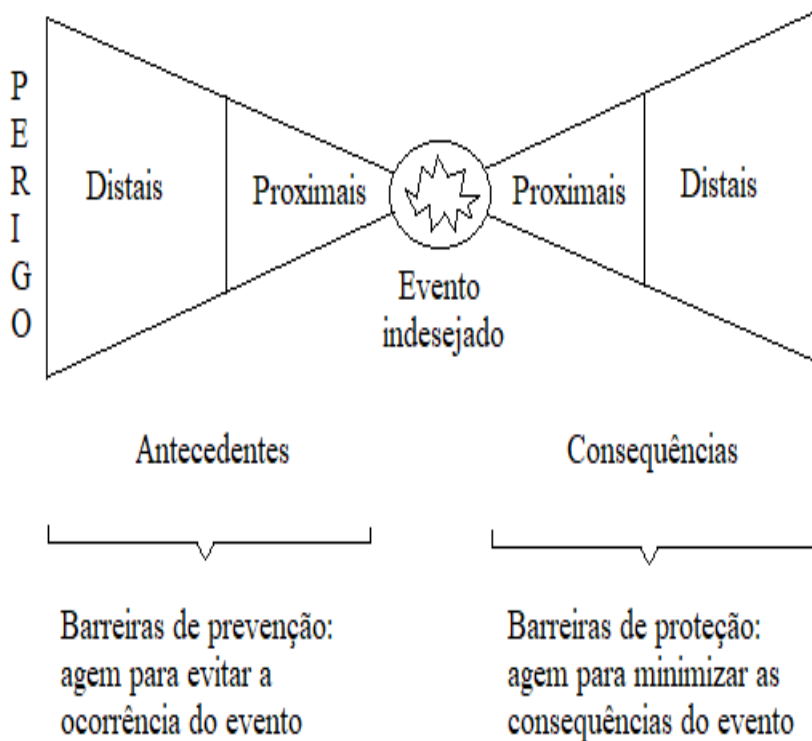 PERIGO
Distais
Proximais
Proximais
Distais
Evento
indesejado
Antecedentes
Consequências
Barreiras de prevenção:
agem para evitar a
ocorrência do evento
Barreiras de proteção:
agem para minimizar as
consequências do evento